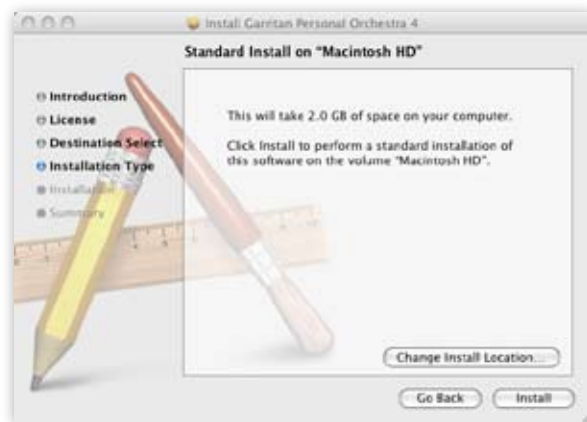 Install Garritan Personal Orchestra 4
Standard Install on “Macintosh HD”
Introduction
License
Destination Select
Installation Type
Installation
Summary
This will take 2.0 GB of space on your computer.
Click Install to perform a standard installation of
this software on the volume “Macintosh HD”.
Change Install Location...
Go Back
Install